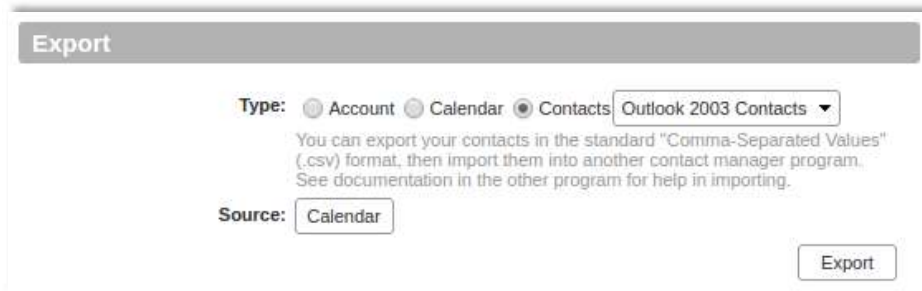 Export
Type: Account Calendar Contacts Outlook 2003 Contacts
You can export your contacts in the standard "Comma-Separated Values"
(.csv) format, then import them into another contact manager program.
See documentation in the other program for help in importing.
Source: Calendar
Export